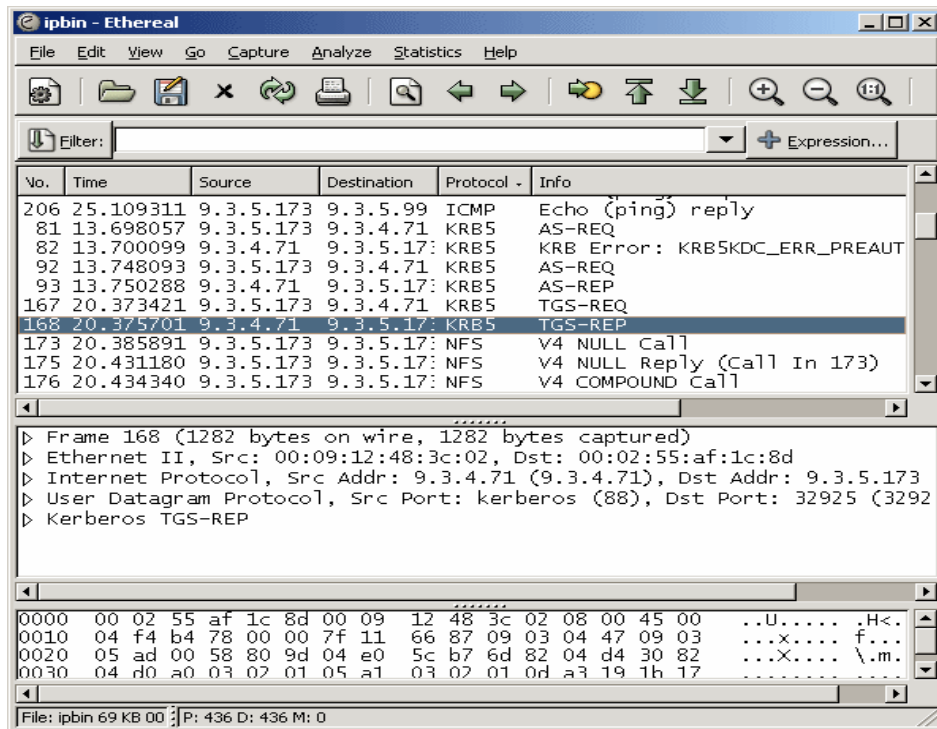 ipbin - Ethereal
File Edit View Go Capture Analyze Statistics Help
Filter: Expression...
No. Time Source Destination Protocol Info
206 25.109311 9.3.5.173 9.3.5.99 ICMP Echo (ping) reply
81 13.698057 9.3.5.173 9.3.4.71 KRB5 AS-REQ
82 13.700099 9.3.4.71 9.3.5.173 KRB5 KRB Error: KRB5KDC_ERR_PREAUT
92 13.748093 9.3.5.173 9.3.4.71 KRB5 AS-REQ
93 13.750288 9.3.4.71 9.3.5.173 KRB5 AS-REP
167 20.373421 9.3.5.173 9.3.4.71 KRB5 TGS-REQ
168 20.375701 9.3.4.71 9.3.5.173 KRB5 TGS-REP
173 20.385891 9.3.5.173 9.3.5.173 NFS V4 NULL Call
175 20.431180 9.3.5.173 9.3.5.173 NFS V4 NULL Reply (Call In 173)
176 20.434340 9.3.5.173 9.3.5.173 NFS V4 COMPOUND Call
Frame 168 (1282 bytes on wire, 1282 bytes captured)
Ethernet II, Src: 00:09:12:48:3c:02, Dst: 00:02:55:af:1c:8d
Internet Protocol, Src Addr: 9.3.4.71 (9.3.4.71), Dst Addr: 9.3.5.173
User Datagram Protocol, Src Port: kerberos (88), Dst Port: 32925 (3292
Kerberos TGS-REP
0000 00 02 55 af 1c 8d 00 09 12 48 3c 02 08 00 45 00 ..U..... .H<.
0010 04 f4 b4 78 00 00 7f 11 66 87 09 03 04 47 09 03 ...x.... f...
0020 05 ad 00 58 80 9d 04 e0 5c b7 6d 82 04 d4 30 82 ...X.... \.m.
0030 04 d0 a0 03 02 01 05 a1 03 02 01 0d a3 19 1b 17 ........ ....
File: ipbin 69 KB 00 P: 436 D: 436 M: 0